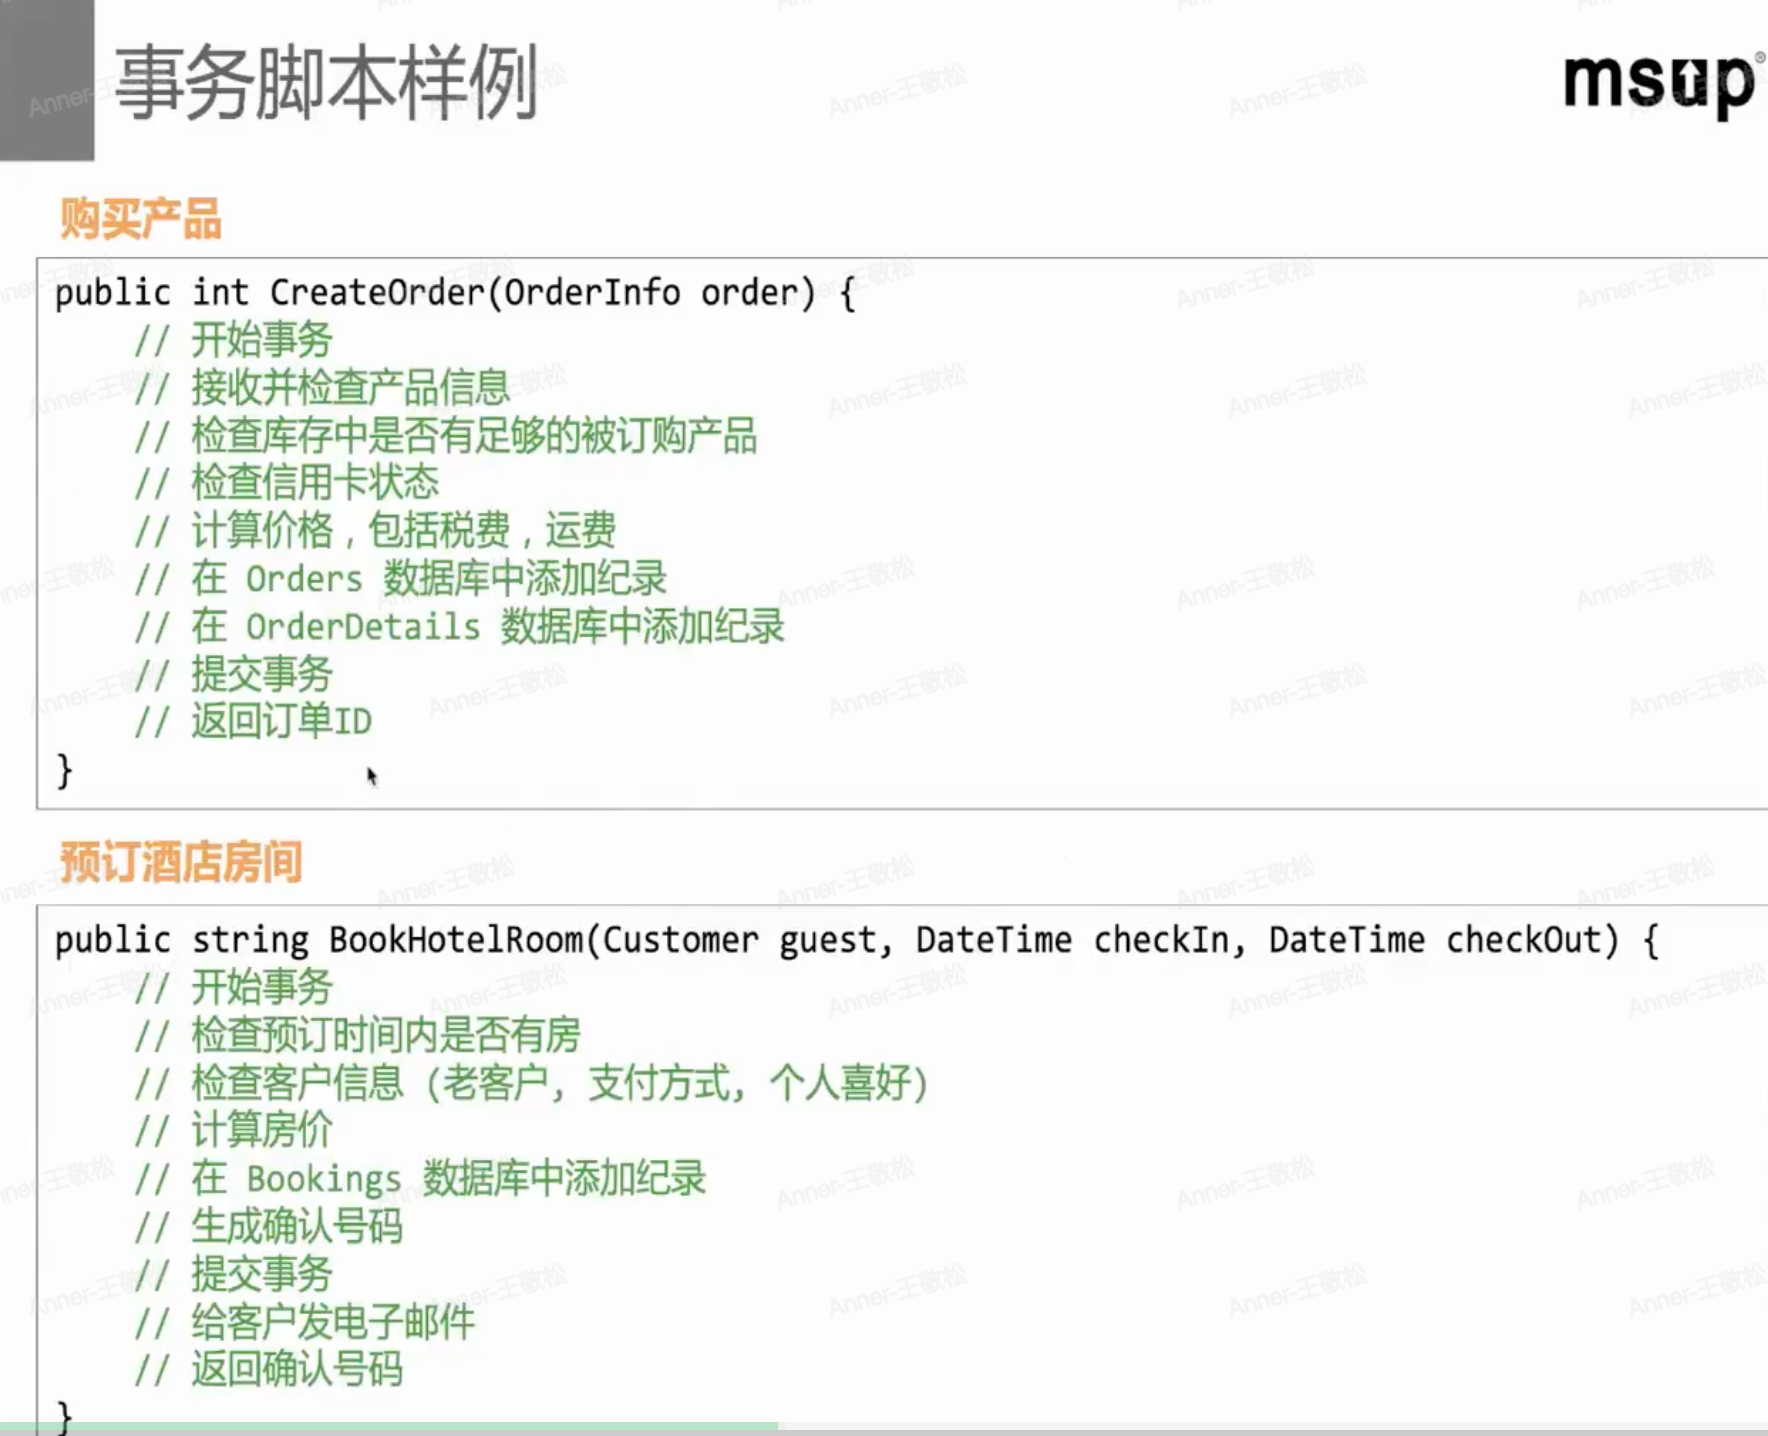 事务脚本样例
msup®
购买产品
public int CreateOrder(OrderInfo order) {
// 开始事务
// 接收并检查产品信息
// 检查库存中是否有足够的被订购产品
// 检查信用卡状态
// 计算价格，包括税费，运费
// 在 Orders 数据库中添加纪录
// 在 OrderDetails 数据库中添加纪录
// 提交事务
// 返回订单ID
}
预订酒店房间
public string BookHotelRoom(Customer guest, DateTime checkIn, DateTime checkOut) {
// 开始事务
// 检查预订时间内是否有房
// 检查客户信息（老客户，支付方式，个人喜好）
// 计算房价
// 在 Bookings 数据库中添加纪录
// 生成确认号码
// 提交事务
// 给客户发电子邮件
// 返回确认号码
}
Anner-王敬松